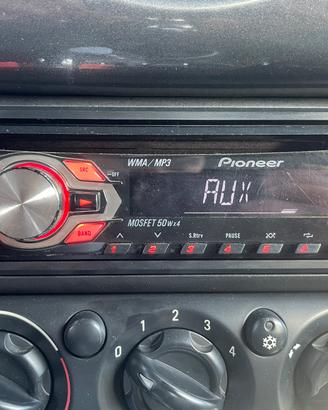 WMA/MP3
Pioneer
SRC
OFF
AUX
BAND
MOSFET 50W×4
S.Rtrv
PAUSE
1 2 3 4 5 6
0 1 2 3 4